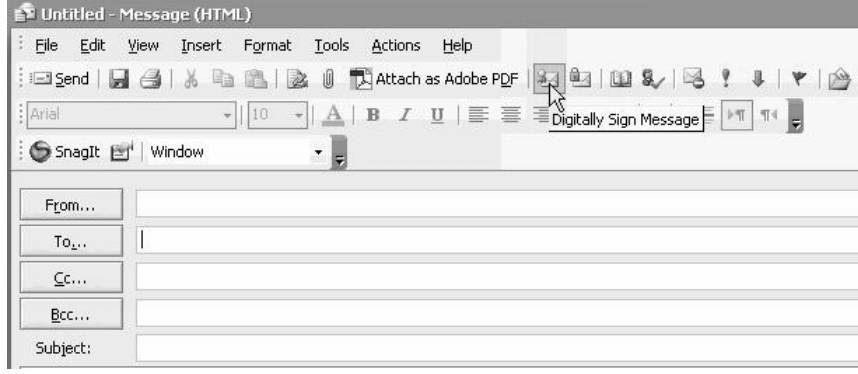 Untitled - Message (HTML)
File Edit View Insert Format Tools Actions Help
Send Attach as Adobe PDF
Arial 10 A B I U Digitally Sign Message
SnagIt Window
From...
To...
Cc...
Bcc...
Subject: